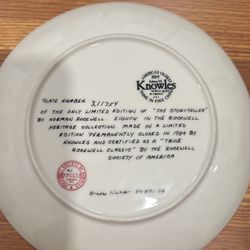 AMERICA'S OLDEST
Knowles
PLATE NUMBER
OF THE ONLY LIMITED EDITION OF "THE STORYTELLER"
BY NORMAN ROCKWELL. EIGHTH IN THE ROCKWELL
HERITAGE COLLECTION. MADE IN A LIMITED
EDITION PERMANENTLY CLOSED IN 1984 BY
KNOWLES AND CERTIFIED AS A "TRUE
ROCKWELL CLASSIC" BY THE ROCKWELL
SOCIETY OF AMERICA.